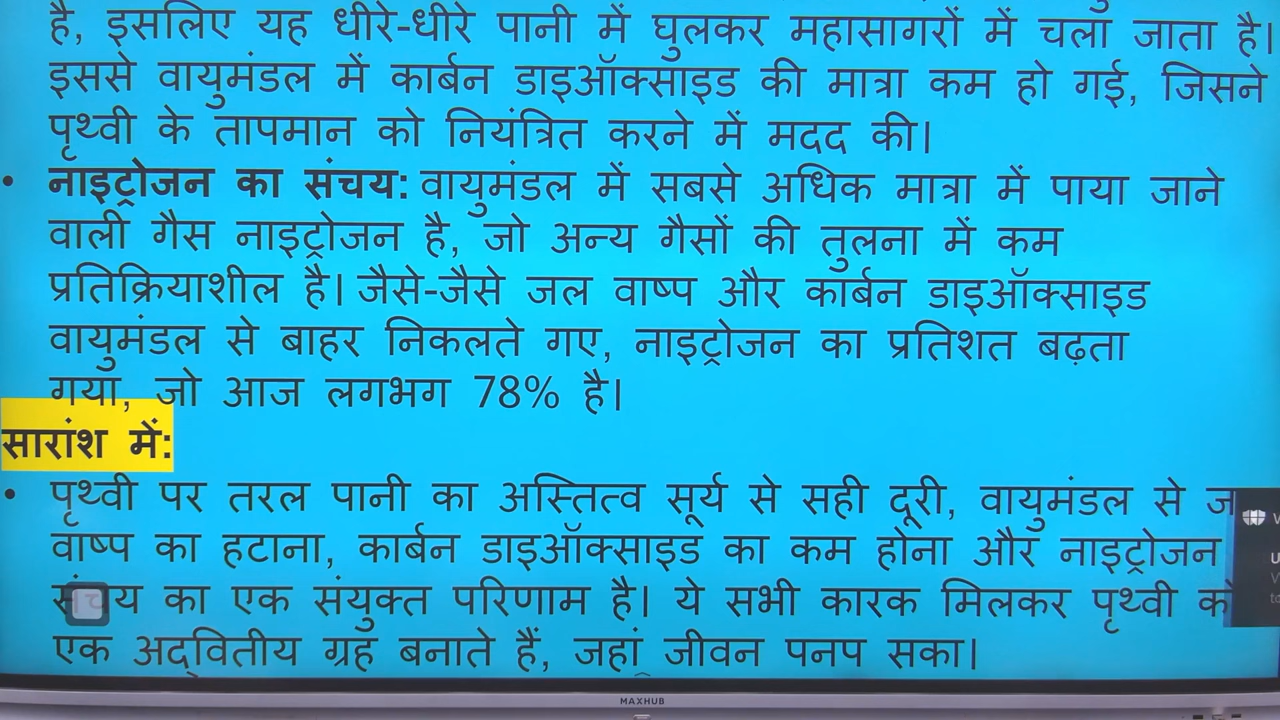 है, इसलिए यह धीरे-धीरे पानी में घुलकर महासागरों में चला जाता है।
इससे वायुमंडल में कार्बन डाइऑक्साइड की मात्रा कम हो गई, जिसने
पृथ्वी के तापमान को नियंत्रित करने में मदद की।
• नाइट्रोजन का संचय: वायुमंडल में सबसे अधिक मात्रा में पाया जाने
वाली गैस नाइट्रोजन है, जो अन्य गैसों की तुलना में कम
प्रतिक्रियाशील है। जैसे-जैसे जल वाष्प और कार्बन डाइऑक्साइड
वायुमंडल से बाहर निकलते गए, नाइट्रोजन का प्रतिशत बढ़ता
गया, जो आज लगभग 78% है।
सारांश में:
• पृथ्वी पर तरल पानी का अस्तित्व सूर्य से सही दूरी, वायुमंडल से
वाष्प का हटाना, कार्बन डाइऑक्साइड का कम होना और नाइट्रोजन
का एक संयुक्त परिणाम है। ये सभी कारक मिलकर पृथ्वी
एक अद्वितीय ग्रह बनाते हैं, जहां जीवन पनप सका।
MAXHUB